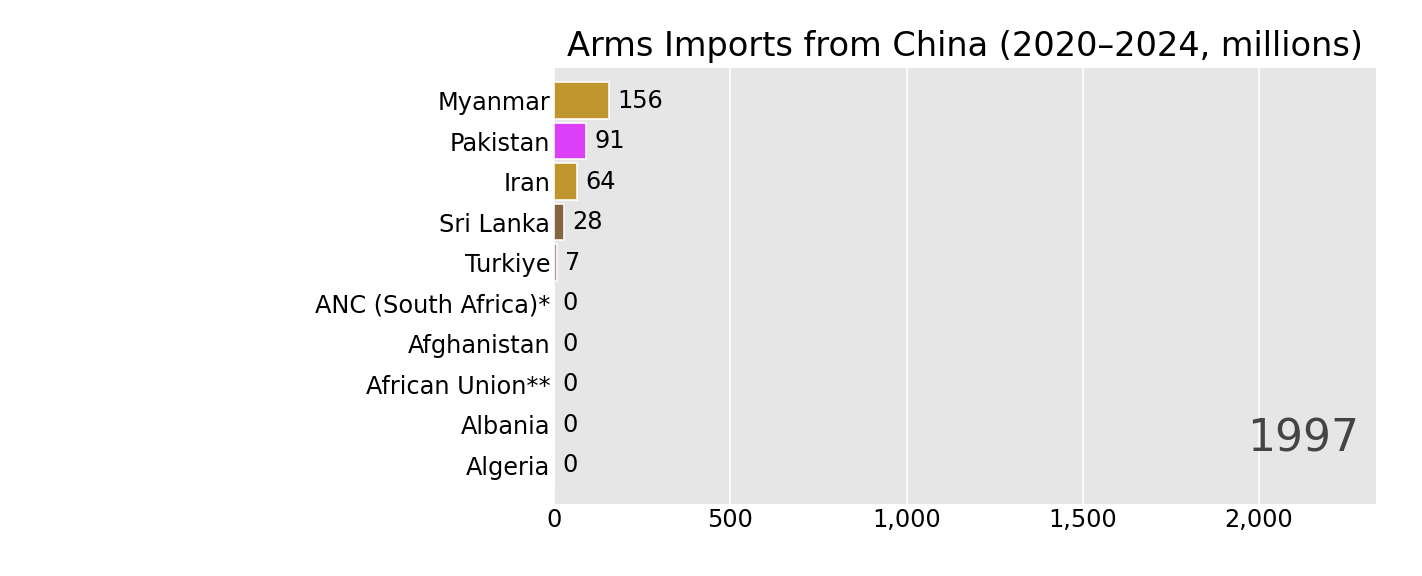 Arms Imports from China (2020–2024, millions)
Myanmar 156
Pakistan 91
Iran 64
Sri Lanka 28
Turkiye 7
ANC (South Africa)* 0
Afghanistan 0
African Union** 0
Albania 0
Algeria 0
1997
0 500 1,000 1,500 2,000